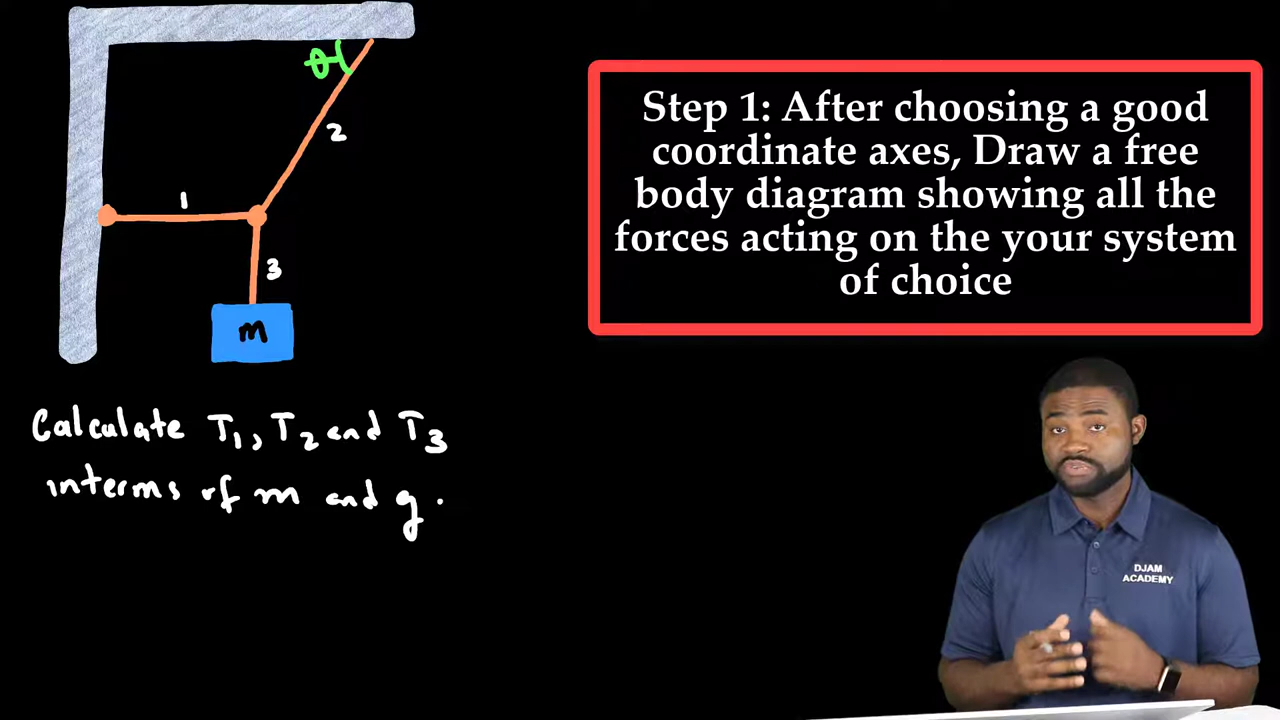 θ
2
1
3
m
Calculate T₁, T₂ and T₃
interms of m and g.
Step 1: After choosing a good
coordinate axes, Draw a free
body diagram showing all the
forces acting on the your system
of choice
DJAM
ACADEMY